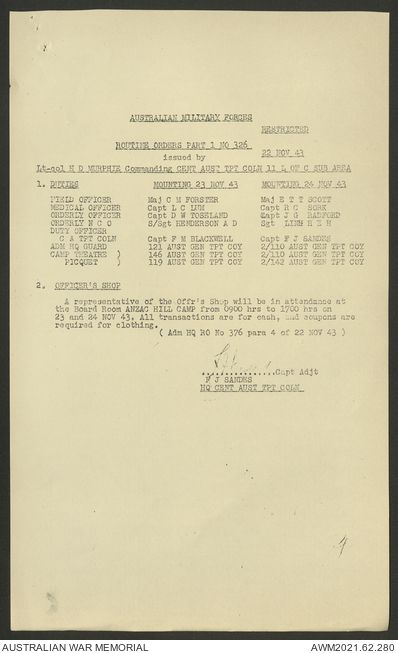 AUSTRALIAN MILITARY FORCES
RESTRICTED
ROUTINE ORDERS PART 1 NO 326
issued by
22 NOV 43
Lt-col H D MURPHIE Commanding CENT AUST TPT COLN 11 L OF C SUB AREA
1. DUTIES MOUNTING 23 NOV 43 MOUNTING 24 NOV 43
FIELD OFFICER Maj C M FORSTER Maj E T T SCOTT
MEDICAL OFFICER Capt L C LUM Capt R C SORK
ORDERLY OFFICER Capt D W TOSELAND Capt J G RADFORD
ORDERLY N C O S/Sgt HENDERSON A D Sgt LYNHH E H
DUTY OFFICER
C A TPT COLN Capt F M BLACKWELL Capt F J SANDES
ADM HQ GUARD 121 AUST GEN TPT COY 2/110 AUST GEN TPT COY
CAMP THEATRE ) 146 AUST GEN TPT COY 2/110 AUST GEN TPT COY
PICQUET ) 119 AUST GEN TPT COY 2/142 AUST GEN TPT COY
2. OFFICER'S SHOP
A representative of the Offr's Shop will be in attendance at
the Board Room ANZAC HILL CAMP from 0900 hrs to 1700 hrs on
23 and 24 NOV 43. All transactions are for cash, and coupons are
required for clothing.
( Adm HQ RO No 376 para 4 of 22 NOV 43 )
...............Capt Adjt
F J SANDES
HQ CENT AUST TPT COLN
4
AUSTRALIAN WAR MEMORIAL AWM2021.62.280